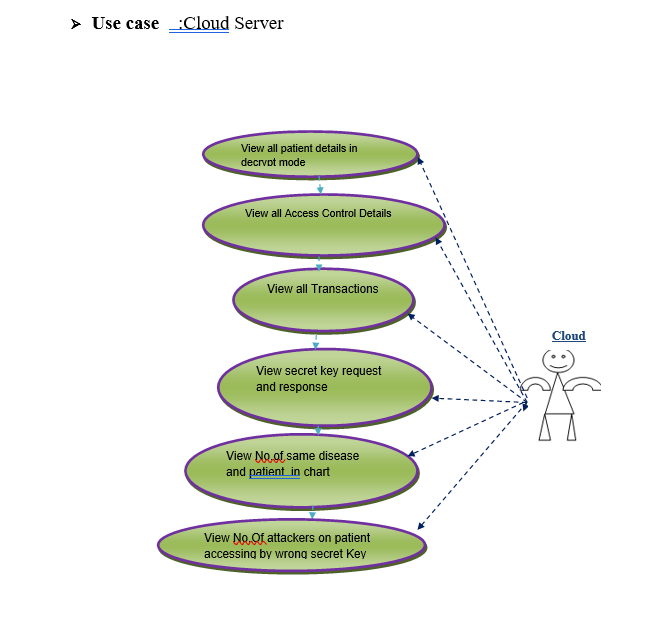 ➢ Use case :Cloud Server
View all patient details in
decrypt mode
View all Access Control Details
View all Transactions
Cloud
View secret key request
and response
View No.of same disease
and patient in chart
View No.Of attackers on patient
accessing by wrong secret Key